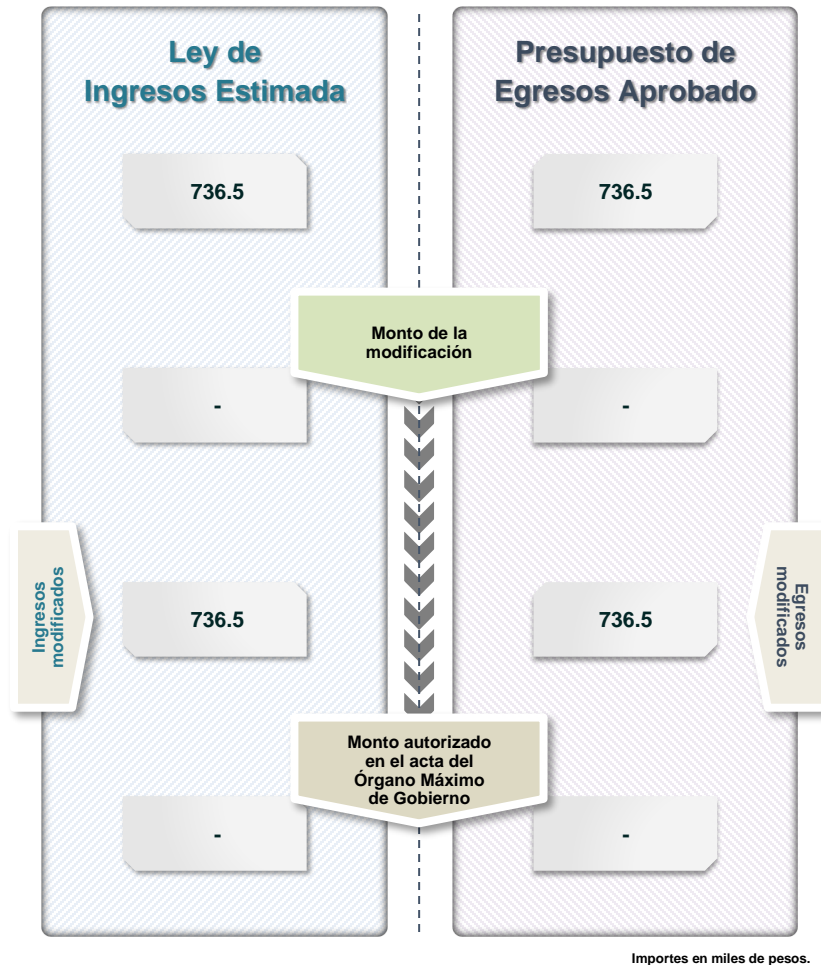 Ley de
Ingresos Estimada
Presupuesto de
Egresos Aprobado
736.5
736.5
Monto de la
modificación
-
-
Ingresos
modificados
736.5
736.5
Egresos
modificados
Monto autorizado
en el acta del
Órgano Máximo
de Gobierno
-
-
Importes en miles de pesos.